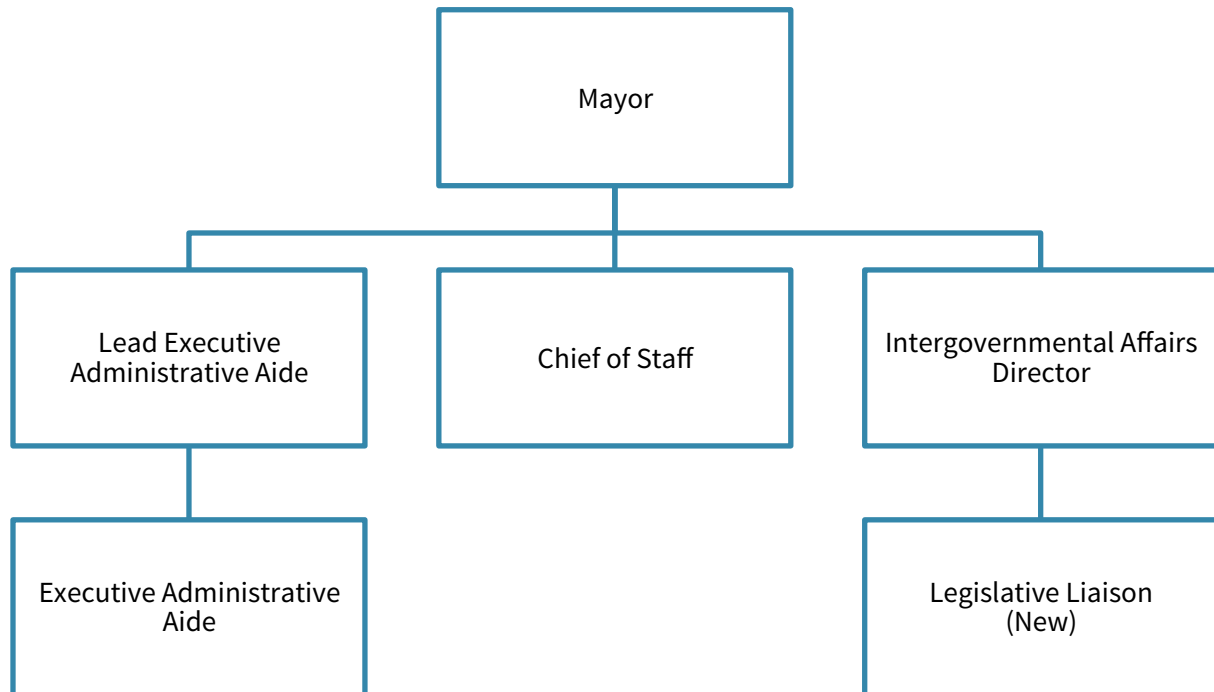 Mayor
Lead Executive
Administrative Aide
Chief of Staff
Intergovernmental Affairs
Director
Executive Administrative
Aide
Legislative Liaison
(New)